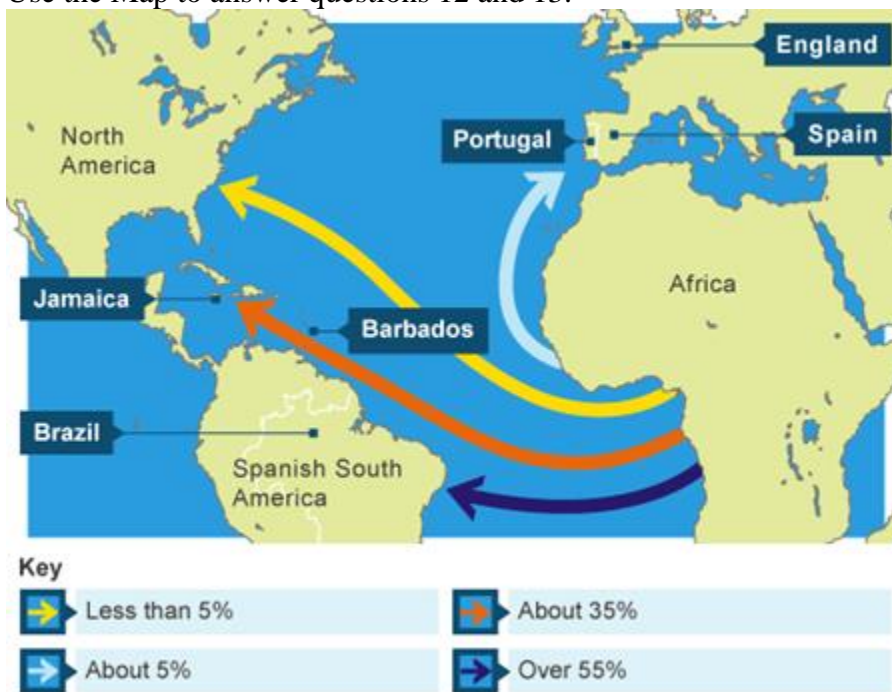 Use the Map to answer questions 12 and 13.
England
North
America
Portugal
Spain
Africa
Jamaica
Barbados
Brazil
Spanish South
America
Key
Less than 5%
About 35%
About 5%
Over 55%